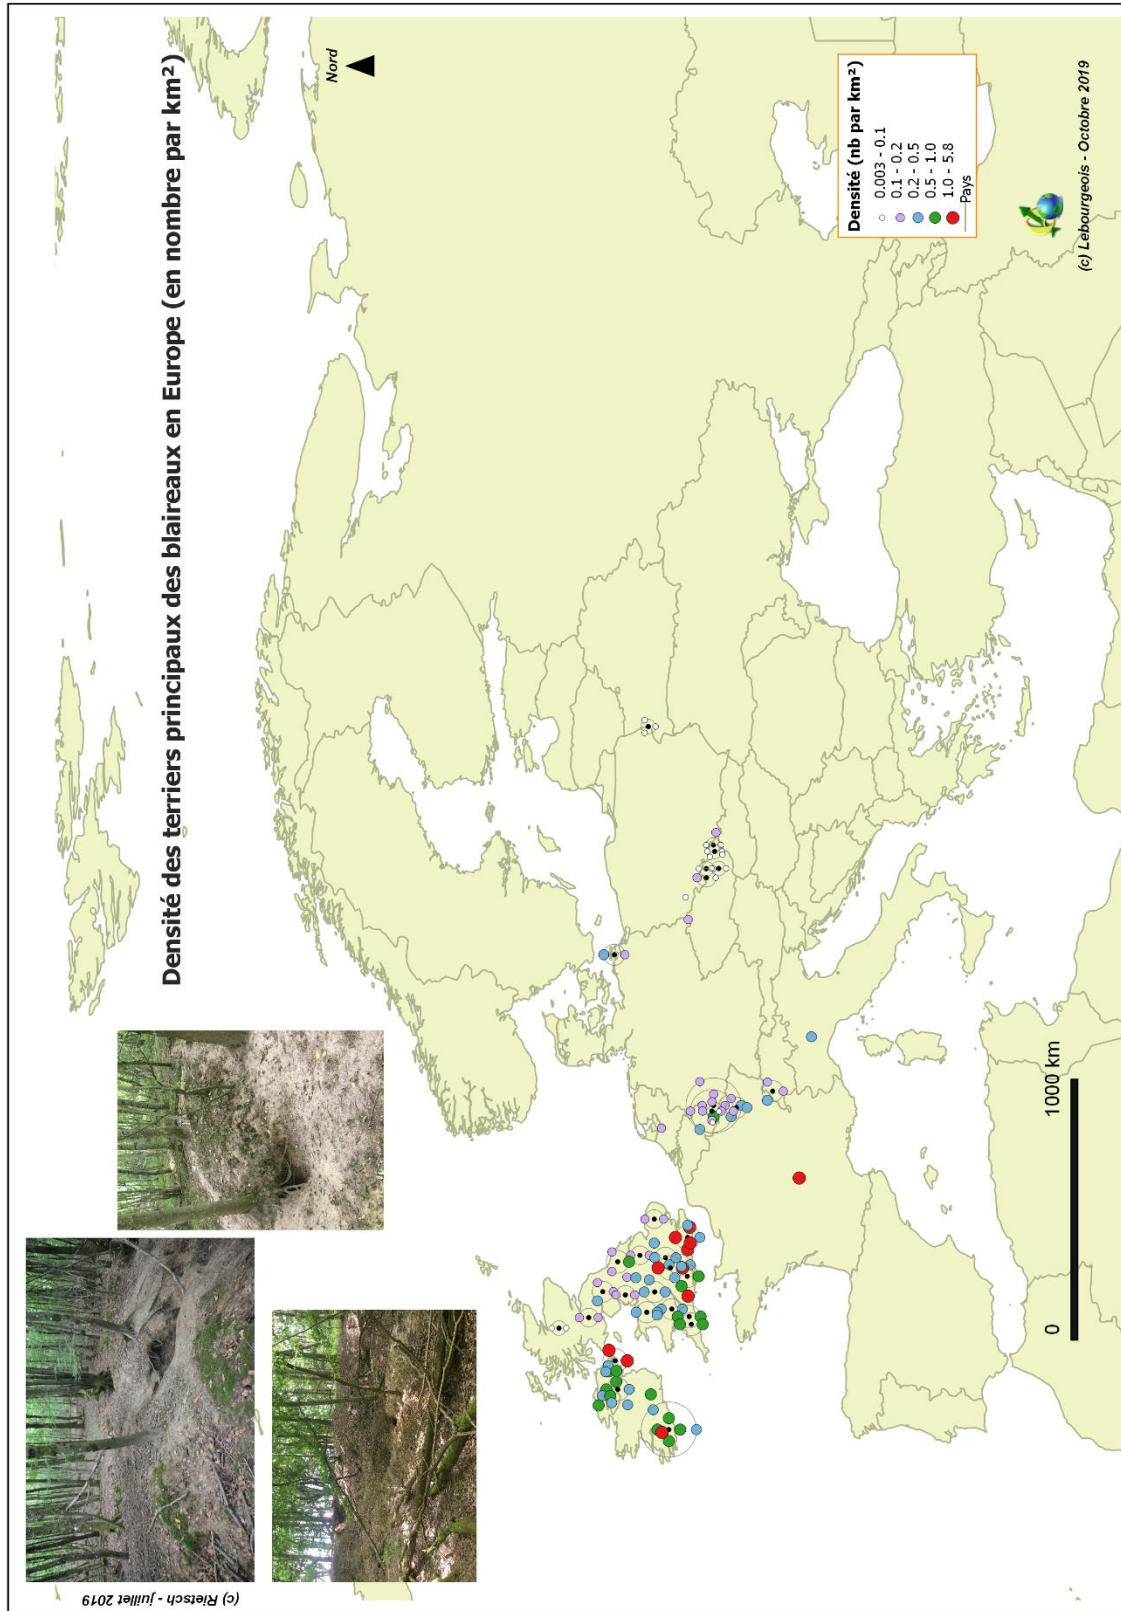 Densité des terriers principaux des blaireaux en Europe (en nombre par km²)
Nord
(c) Rietsch - juillet 2019
Densité (nb par km²)
0.003 - 0.1
0.1 - 0.2
0.2 - 0.5
0.5 - 1.0
1.0 - 5.8
Pays
0
1000 km
(c) Lebourgeois - Octobre 2019